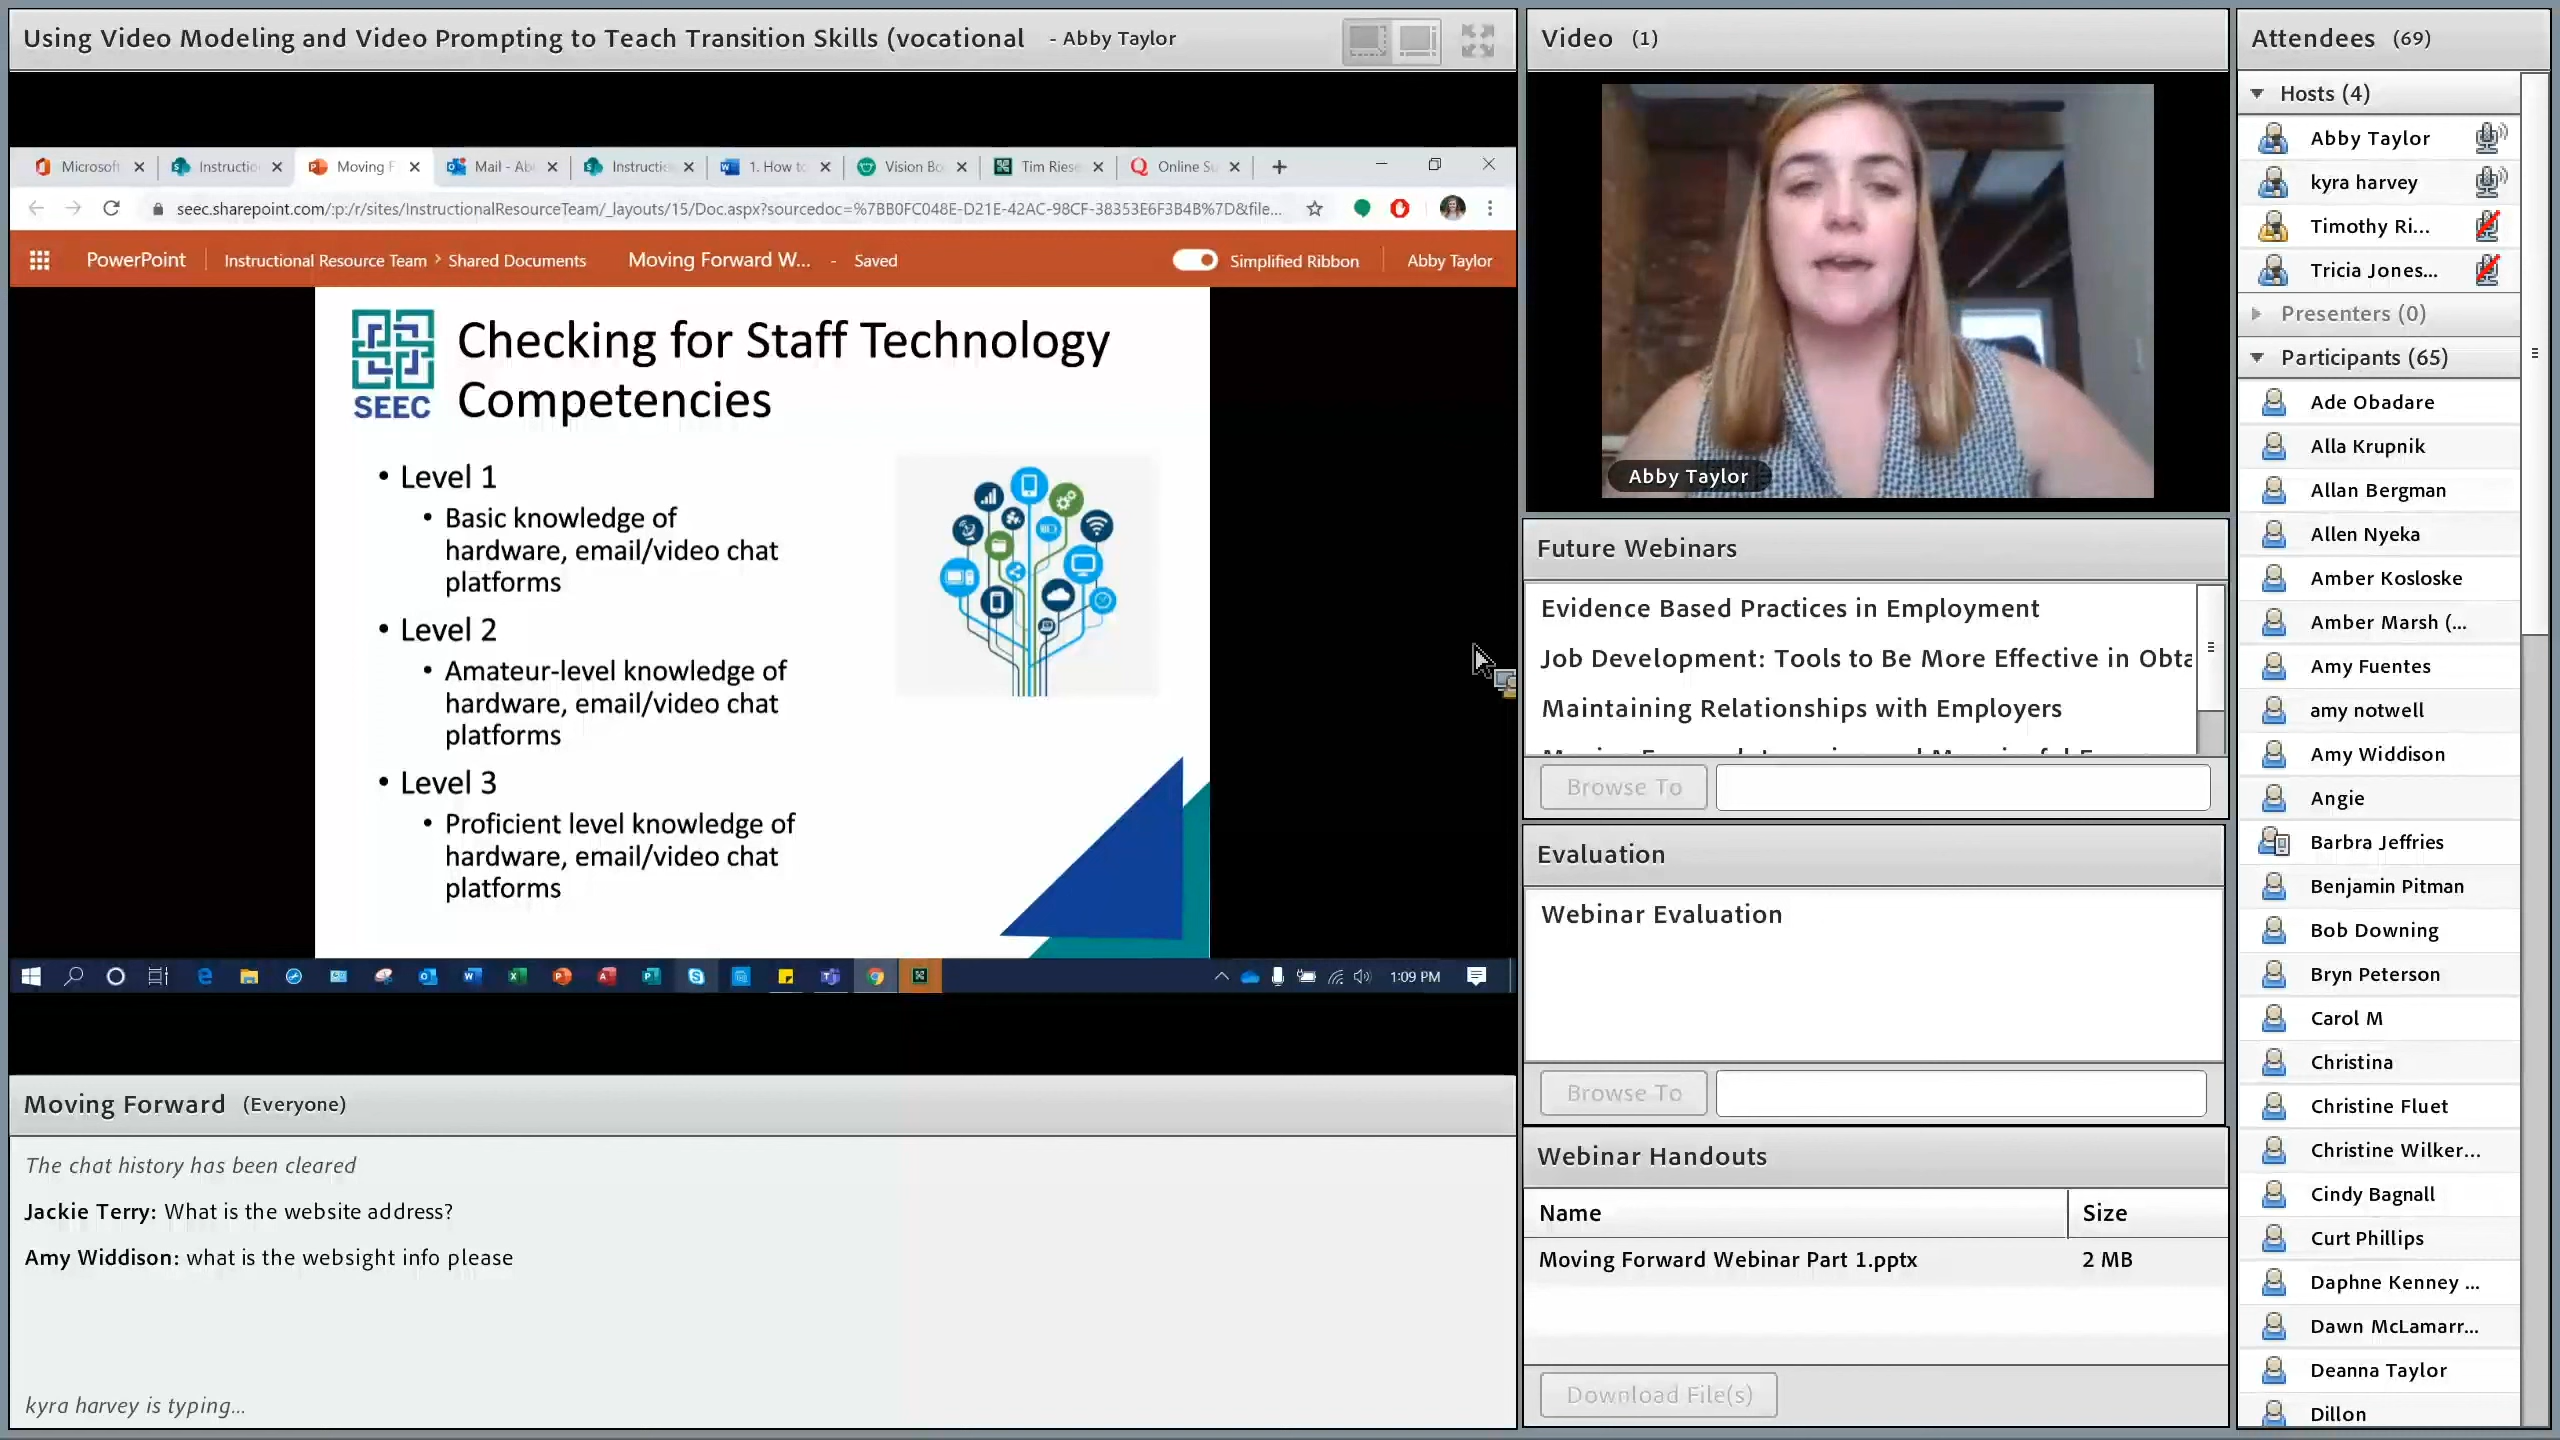 Using Video Modeling and Video Prompting to Teach Transition Skills (vocational - Abby Taylor
Microsoft
Instructio
Moving F
Mail - Ab
Instructi
1. How to
Vision Bo
Tim Riese
Online Su
seec.sharepoint.com/:p:/r/sites/InstructionalResourceTeam/_layouts/15/Doc.aspx?sourcedoc=%7BB0FC048E-D21E-42AC-98CF-38353E6F3B4B%7D&file...
PowerPoint Instructional Resource Team > Shared Documents Moving Forward W... - Saved Simplified Ribbon Abby Taylor
SEEC
Checking for Staff Technology
Competencies
• Level 1
• Basic knowledge of
hardware, email/video chat
platforms
• Level 2
• Amateur-level knowledge of
hardware, email/video chat
platforms
• Level 3
• Proficient level knowledge of
hardware, email/video chat
platforms
1:09 PM
Moving Forward (Everyone)
The chat history has been cleared
Jackie Terry: What is the website address?
Amy Widdison: what is the websight info please
kyra harvey is typing...
Video (1)
Abby Taylor
Future Webinars
Evidence Based Practices in Employment
Job Development: Tools to Be More Effective in Obta
Maintaining Relationships with Employers
Browse To
Evaluation
Webinar Evaluation
Browse To
Webinar Handouts
Name Size
Moving Forward Webinar Part 1.pptx 2 MB
Download File(s)
Attendees (69)
Hosts (4)
Abby Taylor
kyra harvey
Timothy Ri...
Tricia Jones...
Presenters (0)
Participants (65)
Ade Obadare
Alla Krupnik
Allan Bergman
Allen Nyeka
Amber Kosloske
Amber Marsh (...
Amy Fuentes
amy notwell
Amy Widdison
Angie
Barbra Jeffries
Benjamin Pitman
Bob Downing
Bryn Peterson
Carol M
Christina
Christine Fluet
Christine Wilker...
Cindy Bagnall
Curt Phillips
Daphne Kenney ...
Dawn McLamarr...
Deanna Taylor
Dillon